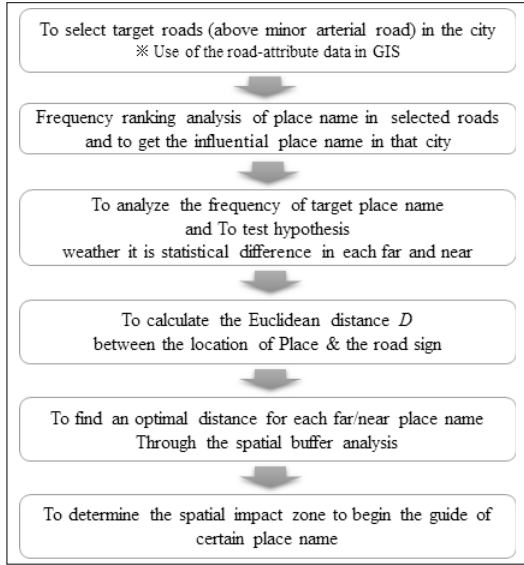 To select target roads (above minor arterial road) in the city
※ Use of the road-attribute data in GIS
Frequency ranking analysis of place name in selected roads
and to get the influential place name in that city
To analyze the frequency of target place name
and To test hypothesis
weather it is statistical difference in each far and near
To calculate the Euclidean distance D
between the location of Place & the road sign
To find an optimal distance for each far/near place name
Through the spatial buffer analysis
To determine the spatial impact zone to begin the guide of
certain place name